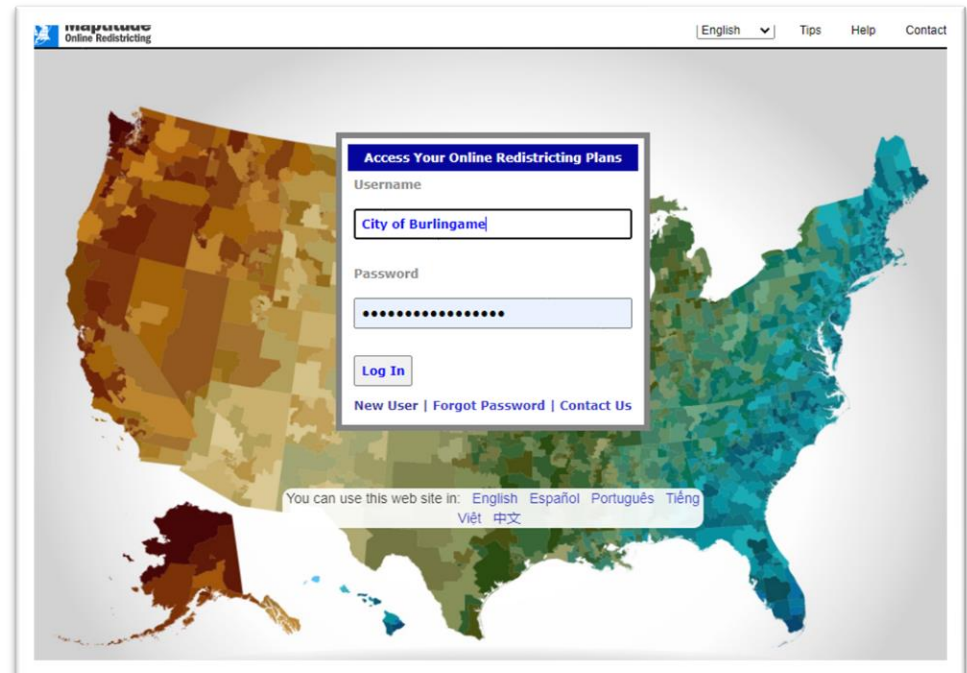 Maptitude
Online Redistricting
English Tips Help Contact
Access Your Online Redistricting Plans
Username
City of Burlingame
Password
•••••••••••••••••
Log In
New User | Forgot Password | Contact Us
You can use this web site in: English Español Português Tiếng
Việt 中文